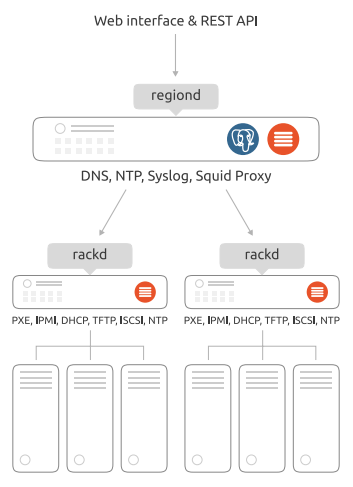 Web interface & REST API
regiond
DNS, NTP, Syslog, Squid Proxy
rackd
rackd
PXE, IPMI, DHCP, TFTP, ISCSI, NTP
PXE, IPMI, DHCP, TFTP, ISCSI, NTP